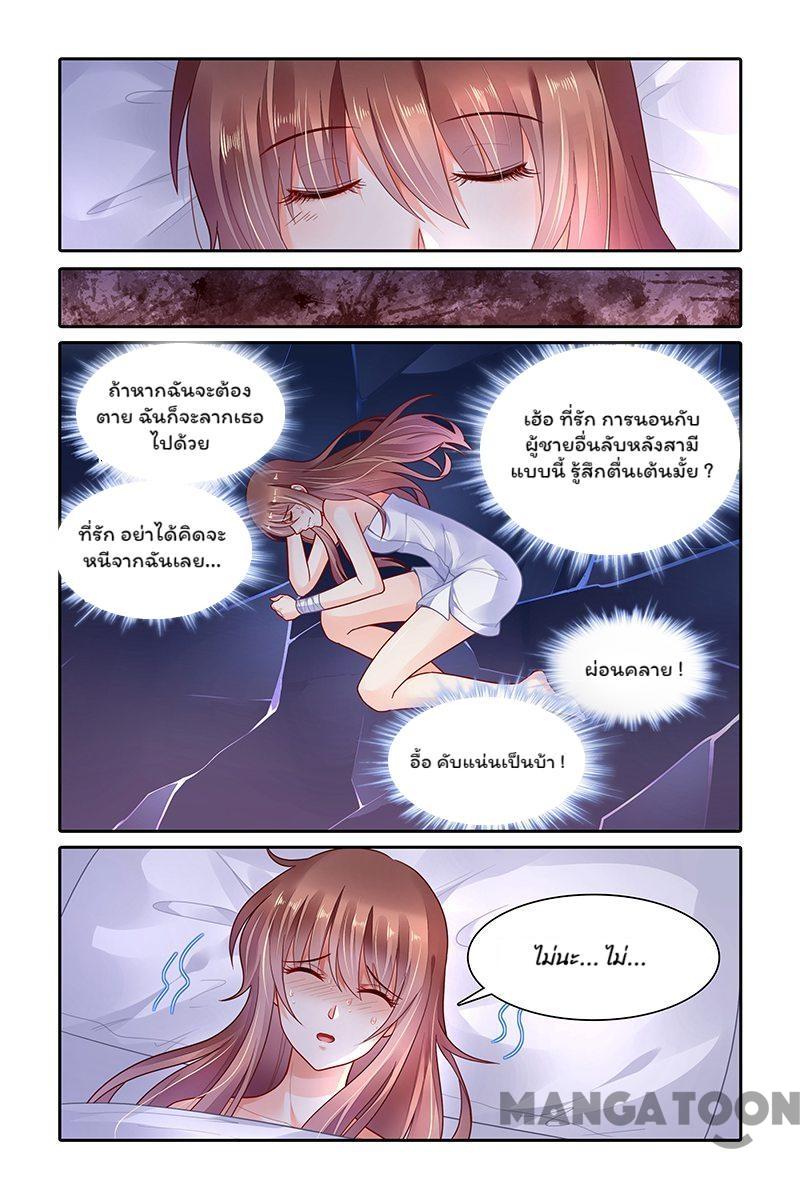 ถ้าหากฉันจะต้อง
ตาย ฉันก็จะลากเธอ
ไปด้วย
เฮ้อ ที่รัก การนอนกับ
ผู้ชายอื่นลับหลังสามี
แบบนี้ รู้สึกตื่นเต้นมั้ย ?
ที่รัก อย่าได้คิดจะ
หนีจากฉันเลย...
ผ่อนคลาย !
อื้อ คับแน่นเป็นบ้า !
ไม่นะ... ไม่...
MANGATOON